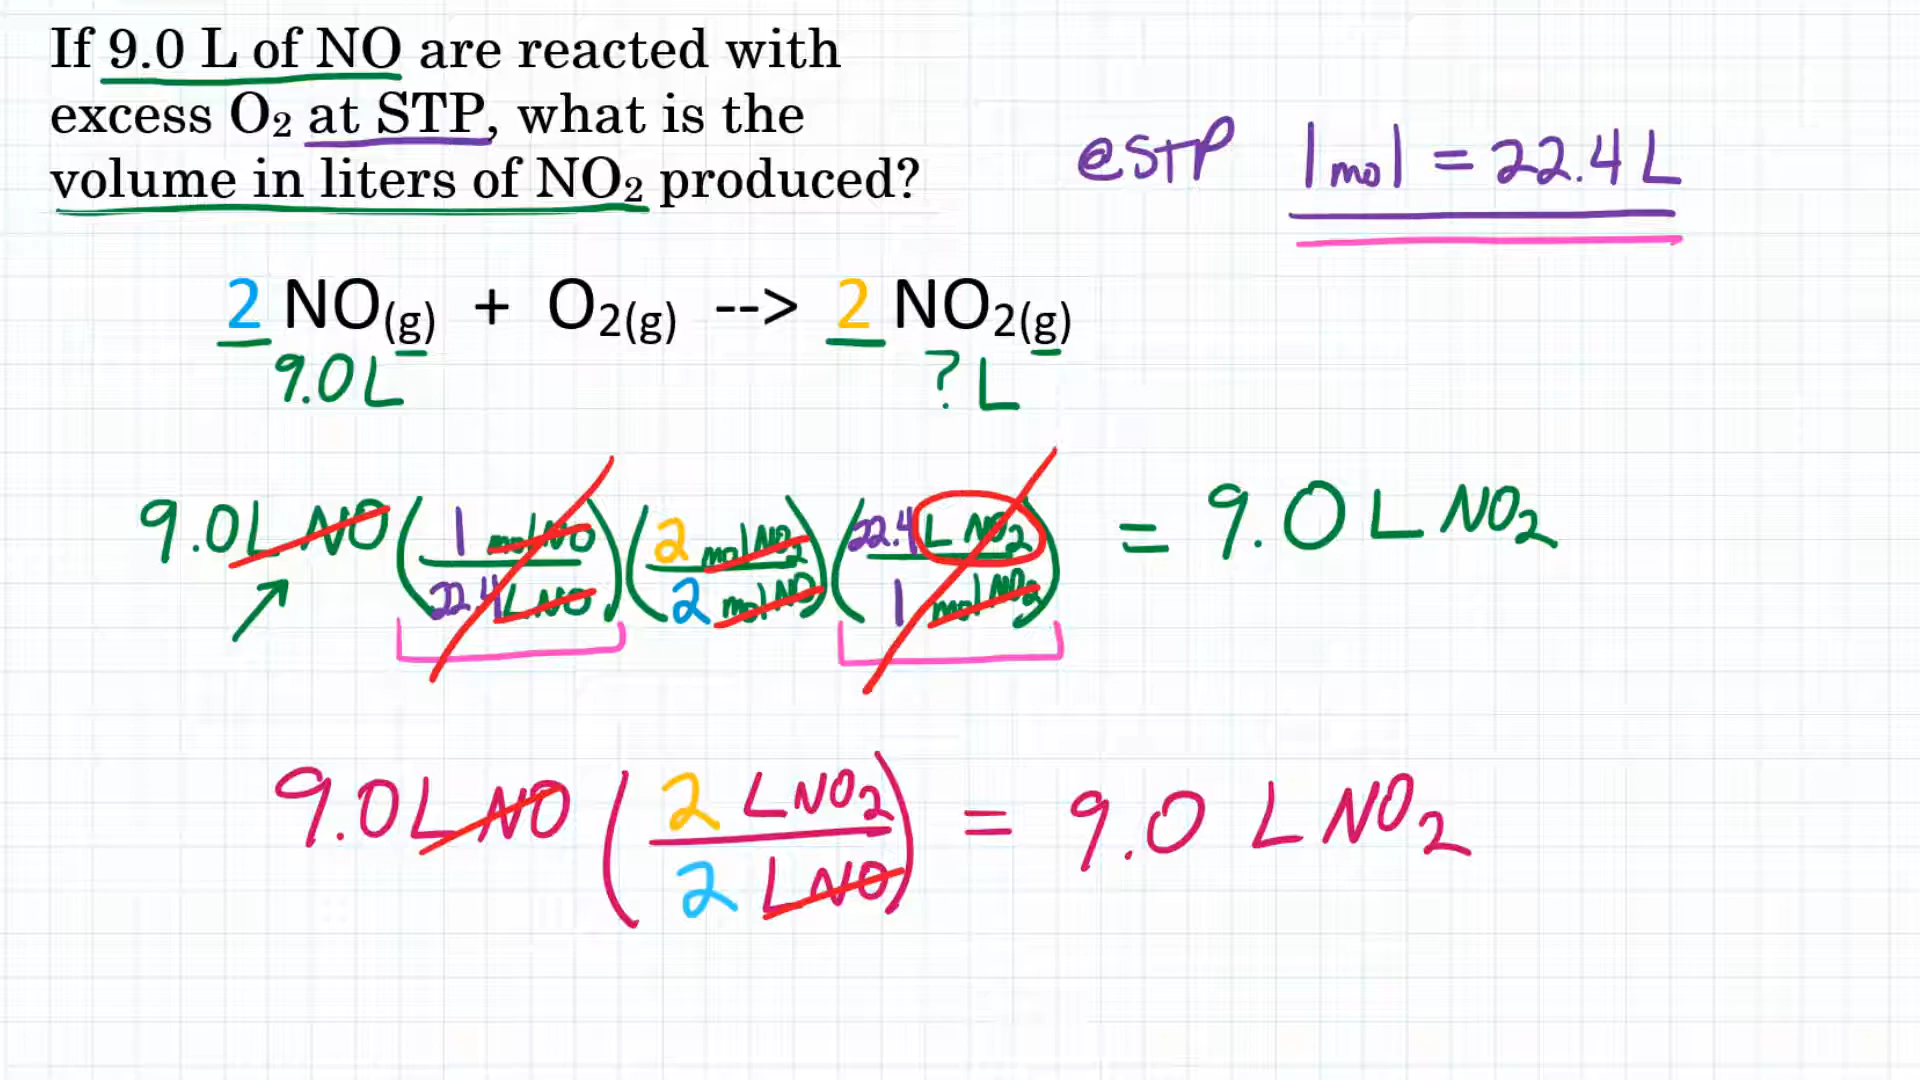 If 9.0 L of NO are reacted with
excess O₂ at STP, what is the
volume in liters of NO₂ produced?
@STP 1 mol = 22.4 L
2 NO(g) + O₂(g) --> 2 NO₂(g)
9.0 L ? L
9.0 L NO (1 mol NO / 22.4 L NO) (2 mol NO₂ / 2 mol NO) (22.4 L NO₂ / 1 mol NO₂) = 9.0 L NO₂
9.0 L NO (2 L NO₂ / 2 L NO) = 9.0 L NO₂